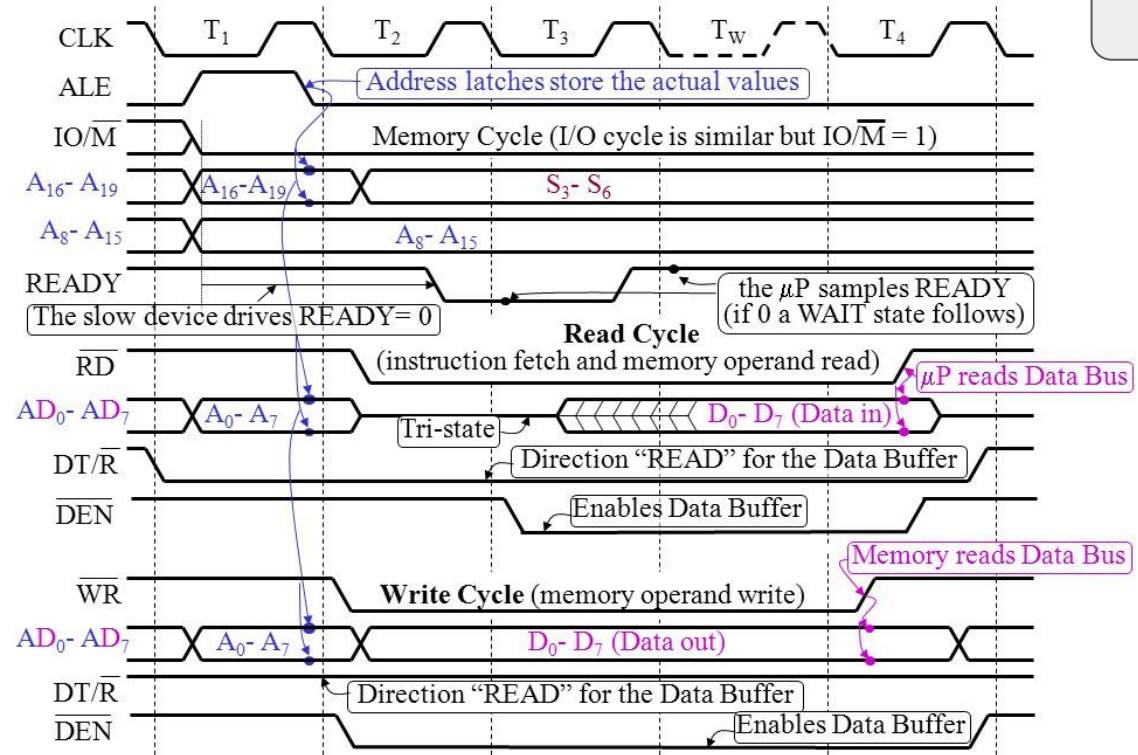 CLK T₁ T₂ T₃ T_W T₄
ALE Address latches store the actual values
IO/M̅ Memory Cycle (I/O cycle is similar but IO/M̅ = 1)
A₁₆- A₁₉ A₁₆-A₁₉ S₃- S₆
A₈- A₁₅ A₈- A₁₅
READY the μP samples READY
(if 0 a WAIT state follows)
The slow device drives READY= 0
Read Cycle
R̅D̅ (instruction fetch and memory operand read)
μP reads Data Bus
AD₀- AD₇ A₀- A₇ D₀- D₇ (Data in)
Tri-state
DT/R̅ Direction “READ” for the Data Buffer
D̅E̅N̅ Enables Data Buffer
Memory reads Data Bus
W̅R̅ Write Cycle (memory operand write)
AD₀- AD₇ A₀- A₇ D₀- D₇ (Data out)
DT/R̅ Direction “READ” for the Data Buffer
D̅E̅N̅ Enables Data Buffer